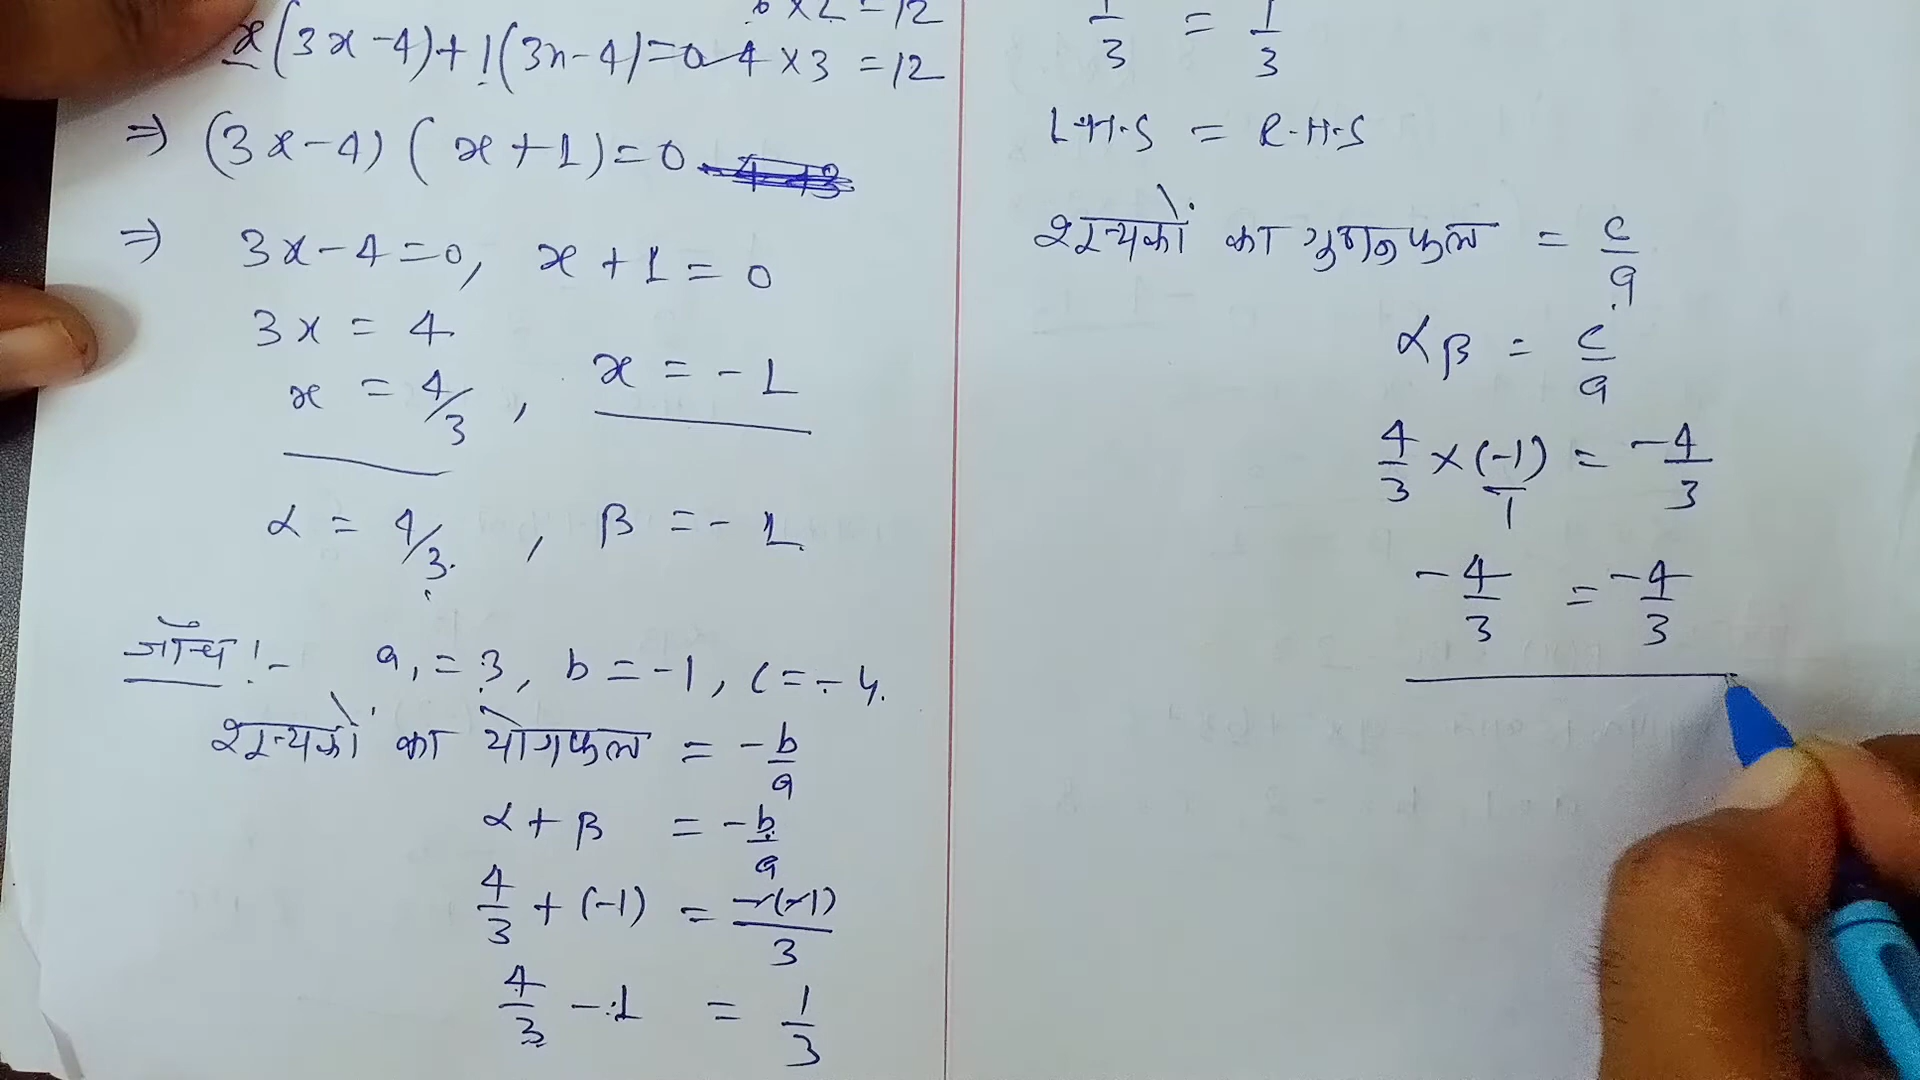 6 × 2 = 12
x(3x-4)+1(3x-4)=0 4 × 3 = 12
⇒ (3x-4)(x+1)=0
⇒ 3x-4=0, x+1=0
3x = 4
x = 4/3, x = -1
α = 4/3, β = -1
जाँच!- a = 3, b = -1, c = -4.
शून्यकों का योगफल = -b/a
α + β = -b/a
4/3 + (-1) = -(-1)/3
4/3 - 1 = 1/3
1/3 = 1/3
L.H.S = R.H.S
शून्यकों का गुणनफल = c/a
αβ = c/a
4/3 × (-1)/1 = -4/3
-4/3 = -4/3